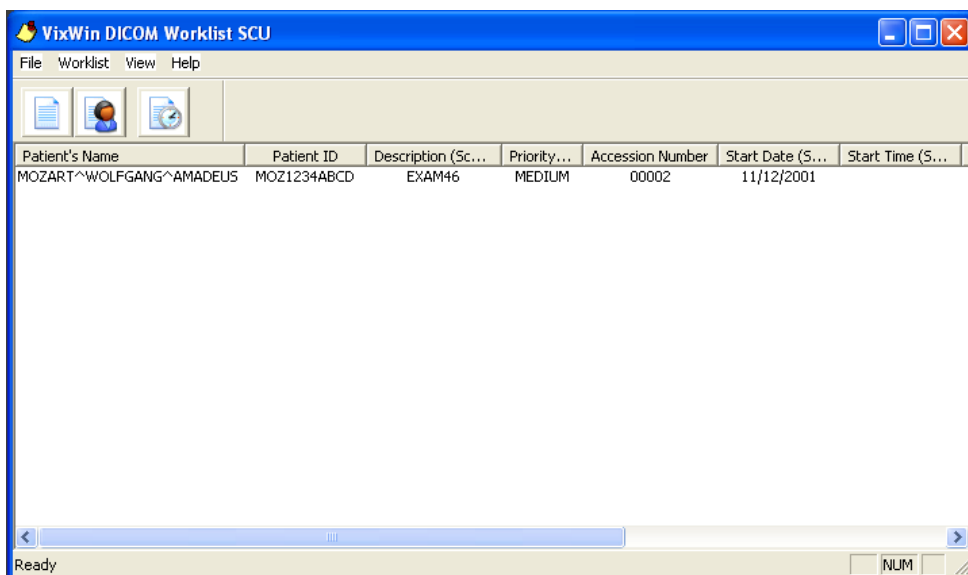 VixWin DICOM Worklist SCU
File Worklist View Help
Patient's Name Patient ID Description (Sc... Priority... Accession Number Start Date (S... Start Time (S...
MOZART^WOLFGANG^AMADEUS MOZ1234ABCD EXAM46 MEDIUM 00002 11/12/2001
Ready NUM